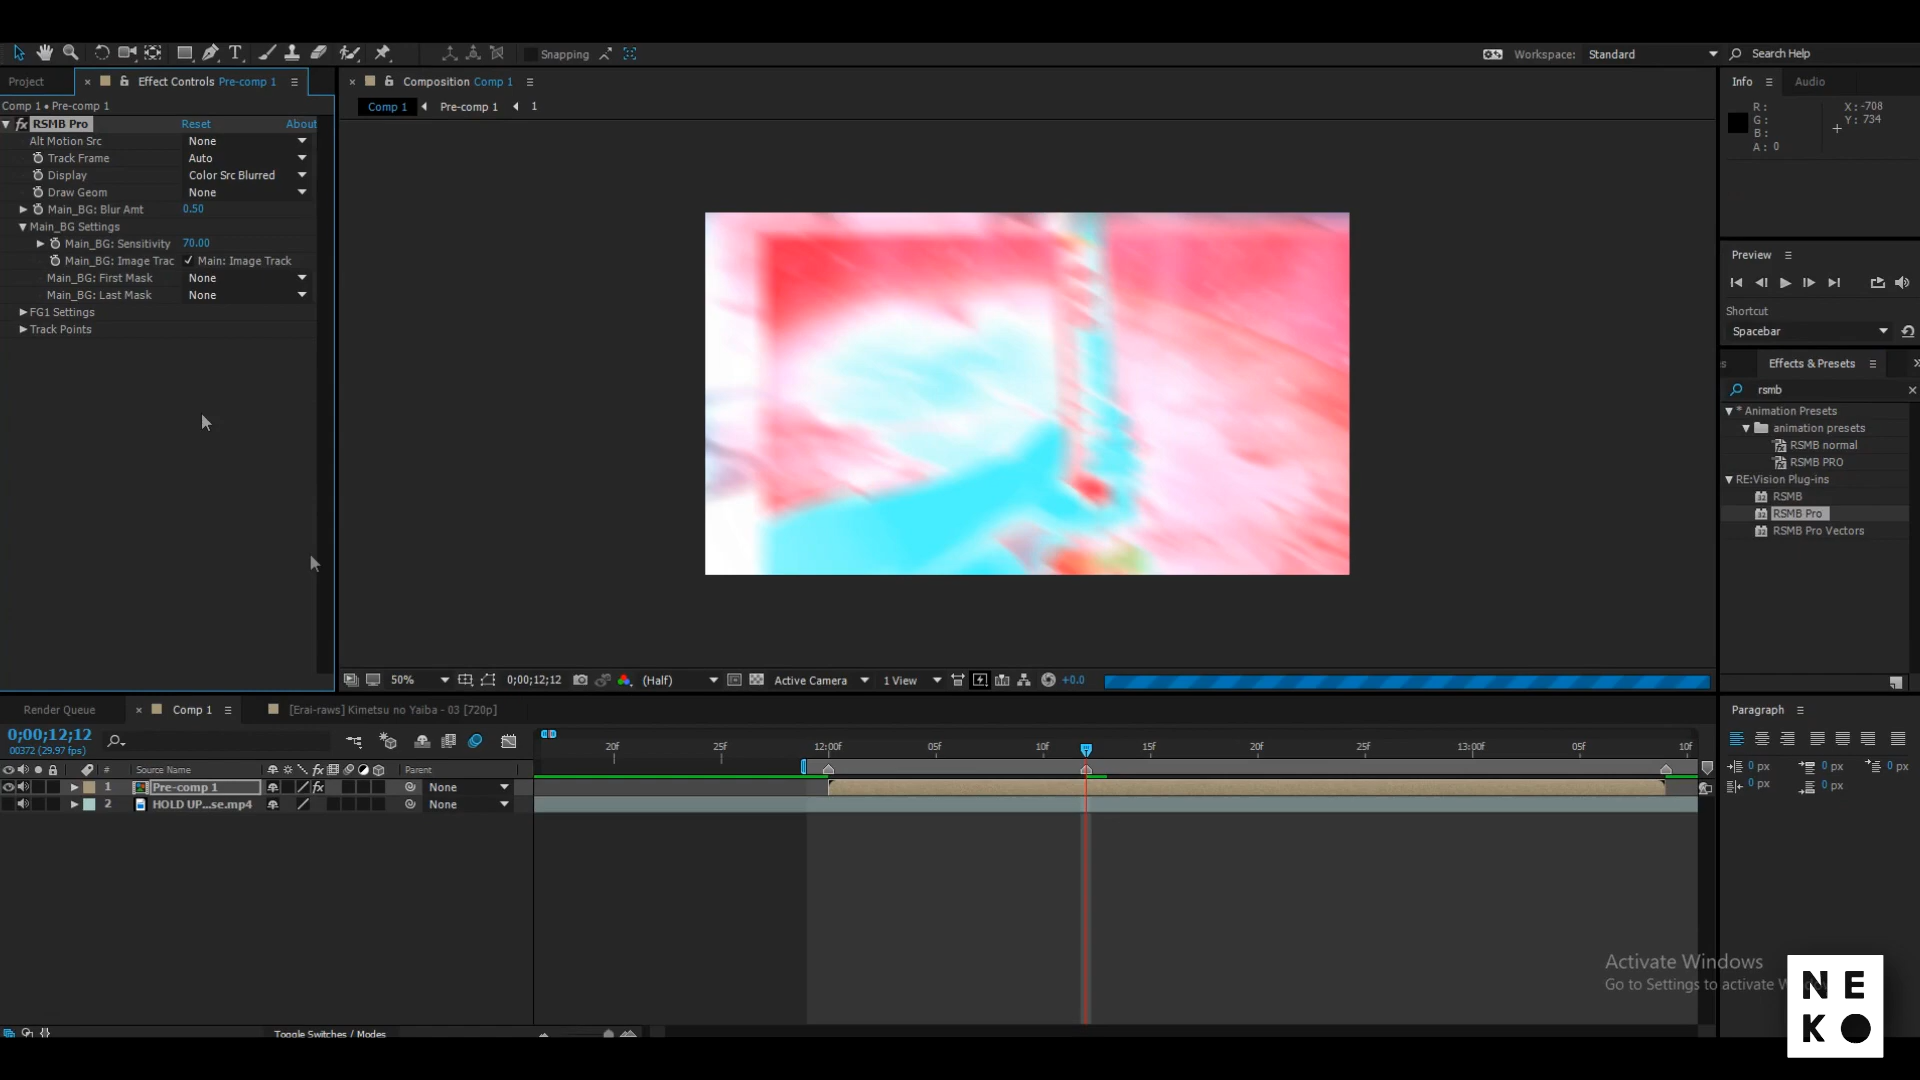 Snapping
Workspace: Standard
Search Help
Project
Effect Controls Pre-comp 1
Composition Comp 1
Info
Audio
Comp 1 • Pre-comp 1
Comp 1
Pre-comp 1
1
R:
G:
B:
A: 0
X: -708
Y: 734
fx RSMB Pro Reset About
Alt Motion Src None
Track Frame Auto
Display Color Src Blurred
Draw Geom None
Main_BG: Blur Amt 0.50
Main_BG Settings
Main_BG: Sensitivity 70.00
Main_BG: Image Trac Main: Image Track
Main_BG: First Mask None
Main_BG: Last Mask None
FG1 Settings
Track Points
Preview
Shortcut
Spacebar
Effects & Presets
rsmb
* Animation Presets
animation presets
RSMB normal
RSMB PRO
RE:Vision Plug-ins
RSMB
RSMB Pro
RSMB Pro Vectors
50%
0;00;12;12
(Half)
Active Camera
1 View
+0.0
Render Queue
Comp 1
[Erai-raws] Kimetsu no Yaiba - 03 [720p]
Paragraph
0;00;12;12
00372 (29.97 fps)
20f 25f 12:00f 05f 10f 15f 20f 25f 13:00f 05f 10f
# Source Name fx Parent
1 Pre-comp 1 fx None
2 HOLD UP...se.mp4 None
0 px 0 px 0 px
0 px 0 px
Activate Windows
Go to Settings to activate
NE
KO
Toggle Switches / Modes